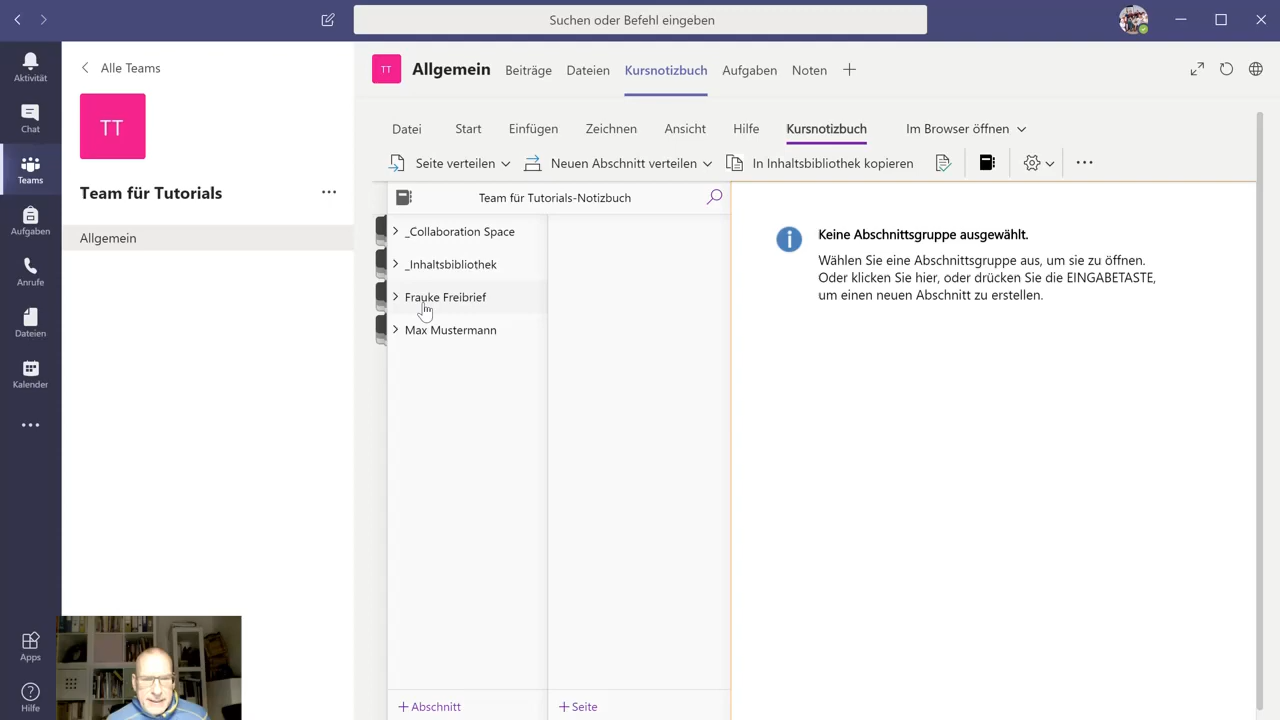 Suchen oder Befehl eingeben
Aktivität
Chat
Teams
Aufgaben
Anrufe
Dateien
Kalender
Apps
Hilfe
Alle Teams
TT
Team für Tutorials
Allgemein
TT
Allgemein
Beiträge
Dateien
Kursnotizbuch
Aufgaben
Noten
Datei
Start
Einfügen
Zeichnen
Ansicht
Hilfe
Kursnotizbuch
Im Browser öffnen
Seite verteilen
Neuen Abschnitt verteilen
In Inhaltsbibliothek kopieren
Team für Tutorials-Notizbuch
_Collaboration Space
_Inhaltsbibliothek
Frauke Freibrief
Max Mustermann
+ Abschnitt
+ Seite
Keine Abschnittsgruppe ausgewählt.
Wählen Sie eine Abschnittsgruppe aus, um sie zu öffnen.
Oder klicken Sie hier, oder drücken Sie die EINGABETASTE,
um einen neuen Abschnitt zu erstellen.